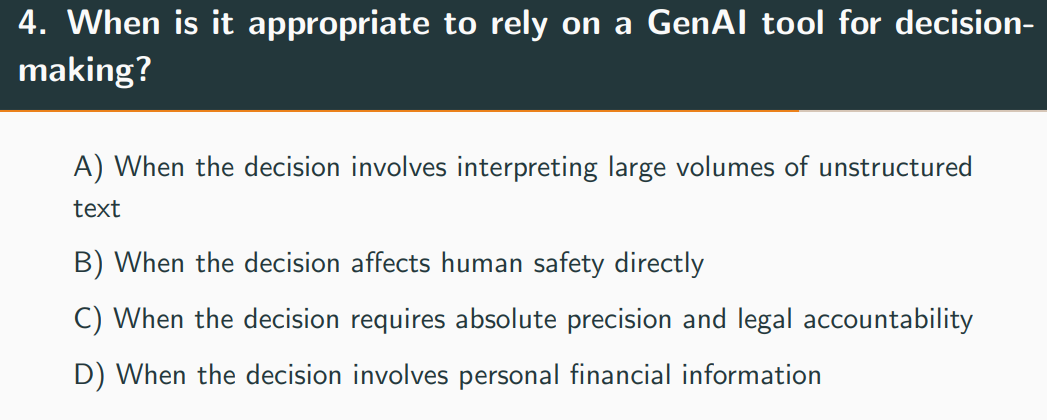 4. When is it appropriate to rely on a GenAI tool for decision-
making?
A) When the decision involves interpreting large volumes of unstructured
text
B) When the decision affects human safety directly
C) When the decision requires absolute precision and legal accountability
D) When the decision involves personal financial information